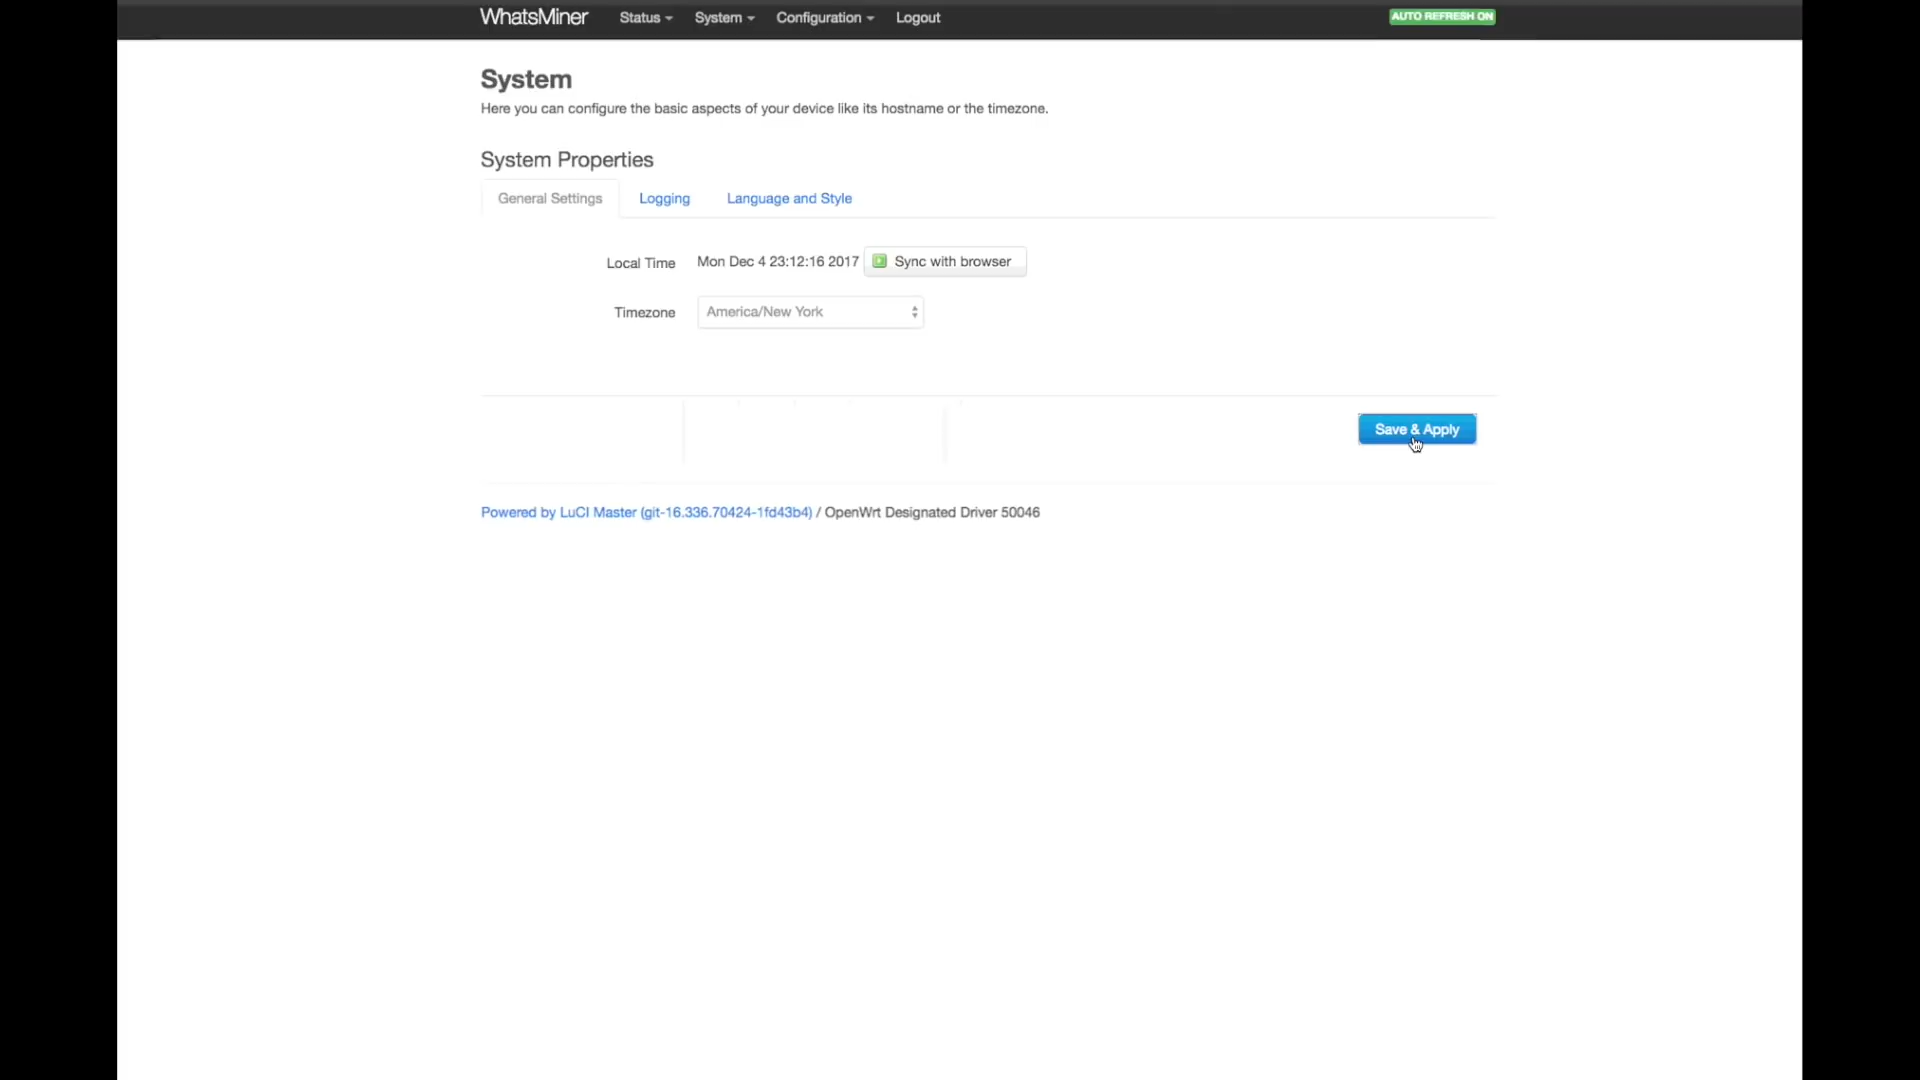 WhatsMiner Status System Configuration Logout AUTO REFRESH ON
System
Here you can configure the basic aspects of your device like its hostname or the timezone.
System Properties
General Settings Logging Language and Style
Local Time Mon Dec 4 23:12:16 2017 Sync with browser
Timezone America/New York
Save & Apply
Powered by LuCI Master (git-16.336.70424-1fd43b4) / OpenWrt Designated Driver 50046